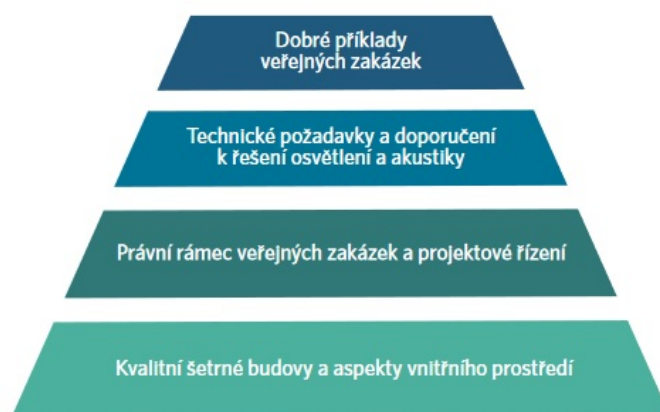 Dobré příklady
veřejných zakázek
Technické požadavky a doporučení
k řešení osvětlení a akustiky
Právní rámec veřejných zakázek a projektové řízení
Kvalitní šetrné budovy a aspekty vnitřního prostředí